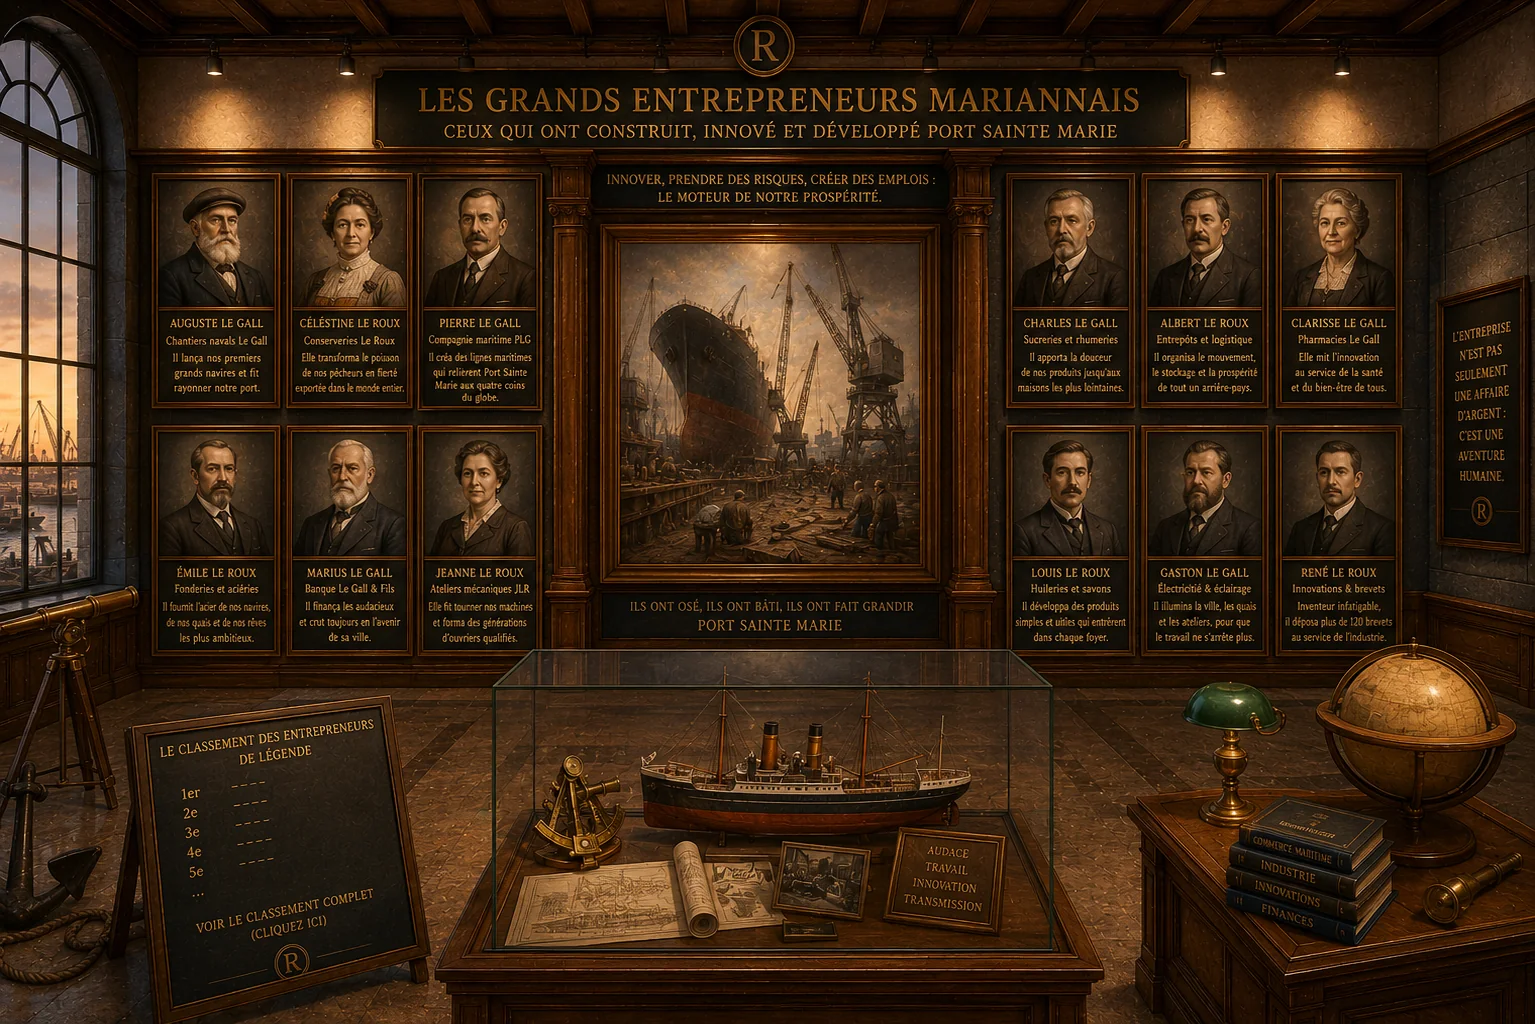 R
LES GRANDS ENTREPRENEURS MARIANNAIS
CEUX QUI ONT CONSTRUIT, INNOVÉ ET DÉVELOPPÉ PORT SAINTE MARIE
INNOVER, PRENDRE DES RISQUES, CRÉER DES EMPLOIS :
LE MOTEUR DE NOTRE PROSPÉRITÉ.
AUGUSTE LE GALL
Chantiers navals Le Gall
Il lança nos premiers
grands navires et fit
rayonner notre port.
CÉLÉSTINE LE ROUX
Conserveries Le Roux
Elle transforma le poisson
de nos pêcheurs en fierté
exportée dans le monde entier.
PIERRE LE GALL
Compagnie maritime PLG
Il créa des lignes maritimes
qui relièrent Port Sainte
Marie aux quatre coins
du globe.
CHARLES LE GALL
Sucreries et rhumeries
Il apporta la douceur
de nos produits jusqu'aux
maisons les plus lointaines.
ALBERT LE ROUX
Entrepôts et logistique
Il organisa le mouvement,
le stockage et la prospérité
de tout un arrière-pays.
CLARISSE LE GALL
Pharmacies Le Gall
Elle mit l'innovation
au service de la santé
et du bien-être de tous.
ÉMILE LE ROUX
Fonderies et aciéries
Il fournit l'acier de nos navires,
de nos quais et de nos rêves
les plus ambitieux.
MARIUS LE GALL
Banque Le Gall & Fils
Il finança les audacieux
et crut toujours en l'avenir
de sa ville.
JEANNE LE ROUX
Ateliers mécaniques JLR
Elle fit tourner nos machines
et forma des générations
d'ouvriers qualifiés.
LOUIS LE ROUX
Huileries et savons
Il développa des produits
simples et utiles qui entrèrent
dans chaque foyer.
GASTON LE GALL
Électricité & éclairage
Il illumina la ville, les quais
et les ateliers, pour que
le travail ne s'arrête plus.
RENÉ LE ROUX
Innovations & brevets
Inventeur infatigable,
il déposa plus de 120 brevets
au service de l'industrie.
ILS ONT OSÉ, ILS ONT BÂTI, ILS ONT FAIT GRANDIR
PORT SAINTE MARIE
L'ENTREPRISE
N'EST PAS
SEULEMENT
UNE AFFAIRE
D'ARGENT :
C'EST UNE
AVENTURE
HUMAINE.
R
LE CLASSEMENT DES ENTREPRENEURS
DE LÉGENDE
1er ----
2e ----
3e ----
4e ----
5e ----
...
VOIR LE CLASSEMENT COMPLET
(CLIQUEZ ICI)
R
AUDACE
TRAVAIL
INNOVATION
TRANSMISSION
COMMERCE MARITIME
INDUSTRIE
INNOVATIONS
FINANCES